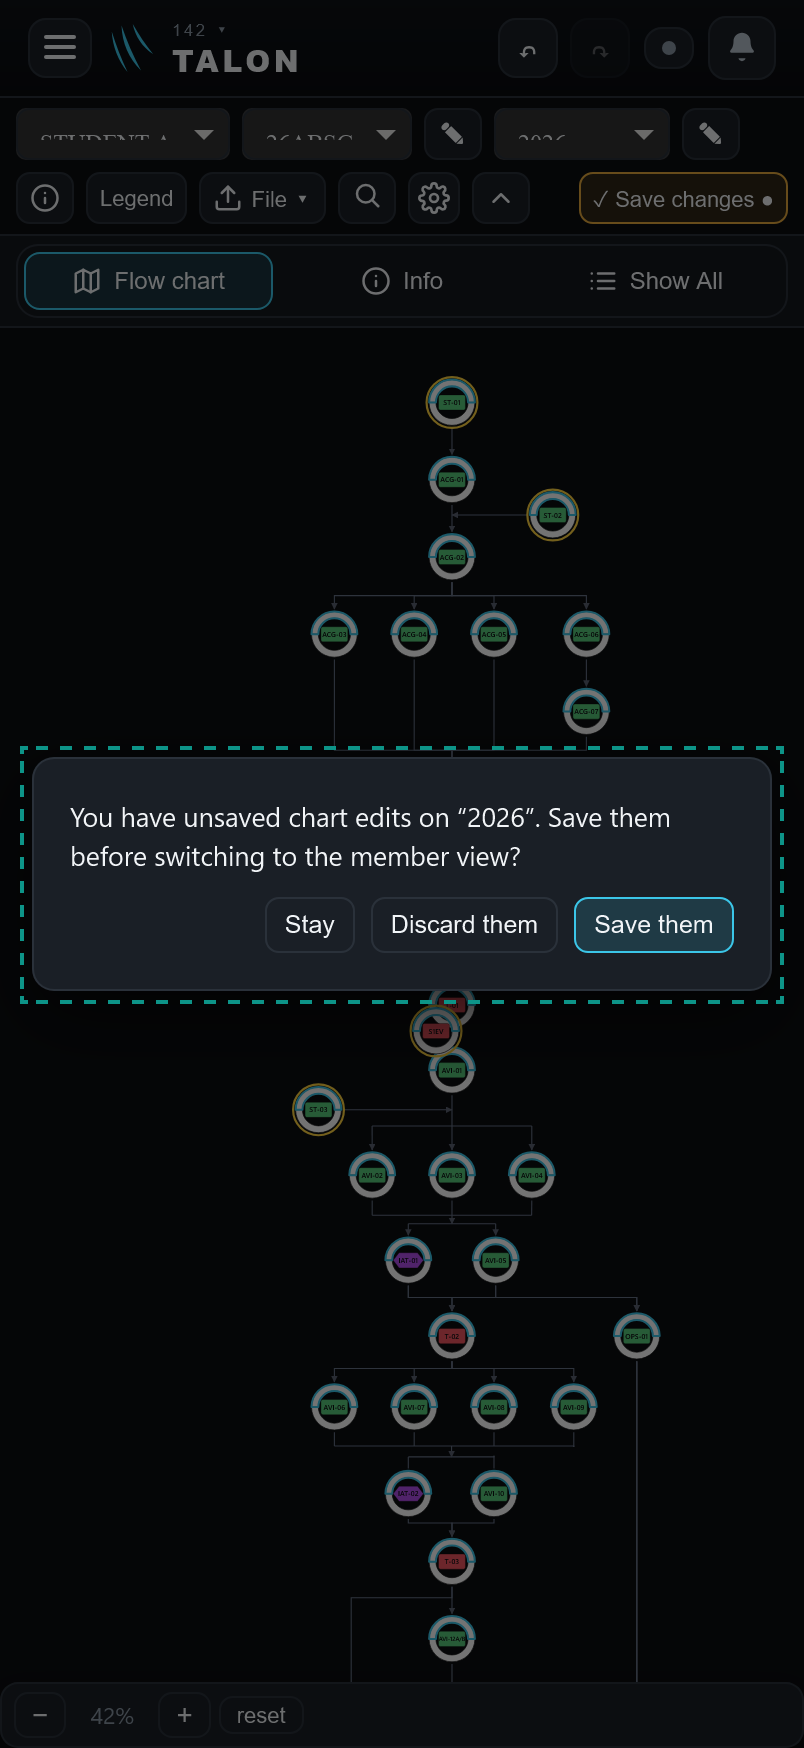 142 ▾
TALON
2026
Legend
File ▾
✓ Save changes ●
Flow chart
Info
Show All
ST-01
ACG-01
ST-02
ACG-02
ACG-03
ACG-04
ACG-05
ACG-06
ACG-07
You have unsaved chart edits on “2026”. Save them
before switching to the member view?
Stay
Discard them
Save them
AVI-01
ST-03
AVI-02
AVI-03
AVI-04
IAT-01
AVI-05
T-02
OPS-01
AVI-06
AVI-07
AVI-08
AVI-09
IAT-02
AVI-10
T-03
− 42% + reset